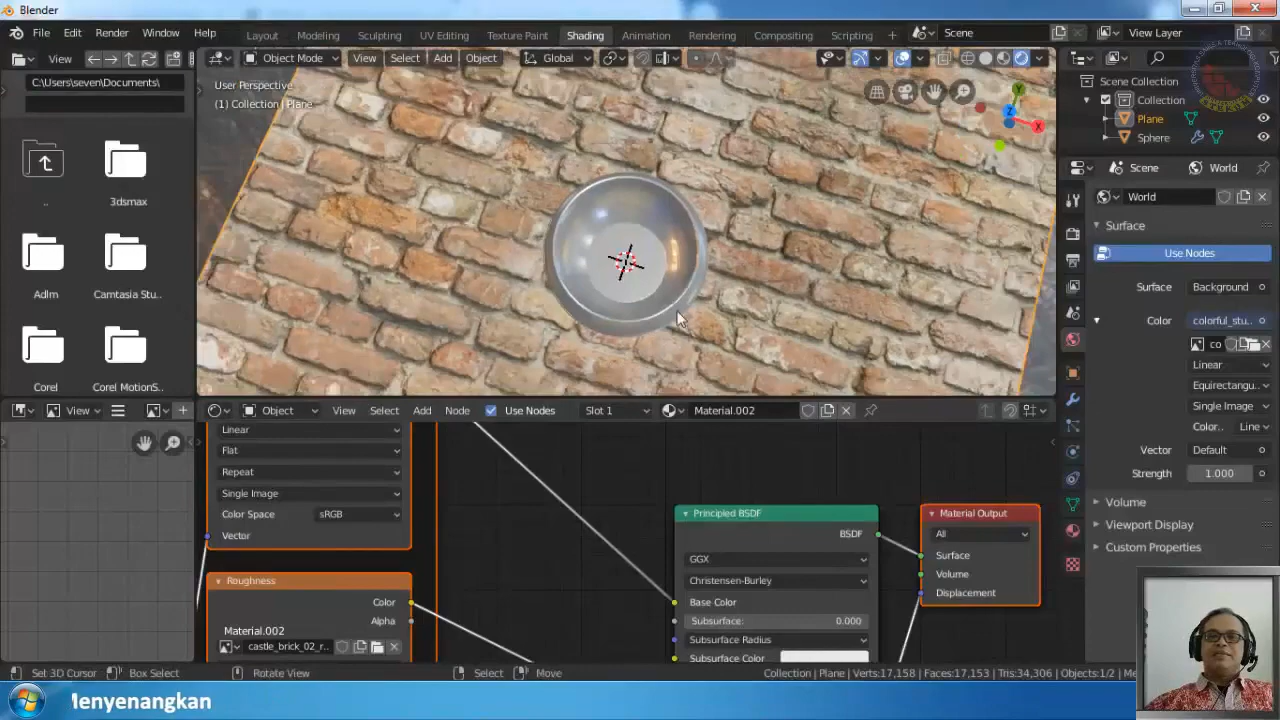 Blender
File Edit Render Window Help
Layout Modeling Sculpting UV Editing Texture Paint Shading Animation Rendering Compositing Scripting
Scene
View Layer
View
Object Mode View Select Add Object Global
C:\Users\seven\Documents\
User Perspective
(1) Collection | Plane
X
Y
Z
Scene Collection
Collection
Plane
Sphere
..
3dsmax
Adlm
Camtasia Stu..
Corel
Corel MotionS..
Scene World
World
Surface
Use Nodes
Surface Background
Color colorful_stu..
co
Linear
Equirectangu..
Single Image
Color.. Line
Vector Default
Strength 1.000
Volume
Viewport Display
Custom Properties
View
Object View Select Add Node Use Nodes Slot 1 Material.002
Linear
Flat
Repeat
Single Image
Color Space sRGB
Vector
Roughness
Color
Alpha
Material.002
castle_brick_02_r..
Principled BSDF
BSDF
GGX
Christensen-Burley
Base Color
Subsurface: 0.000
Subsurface Radius
Subsurface Color
Material Output
All
Surface
Volume
Displacement
Set 3D Cursor Box Select Rotate View Select Move Collection | Plane | Verts:17,158 | Faces:17,153 | Tris:34,306 | Objects:1/2 | Me
lenyenangkan